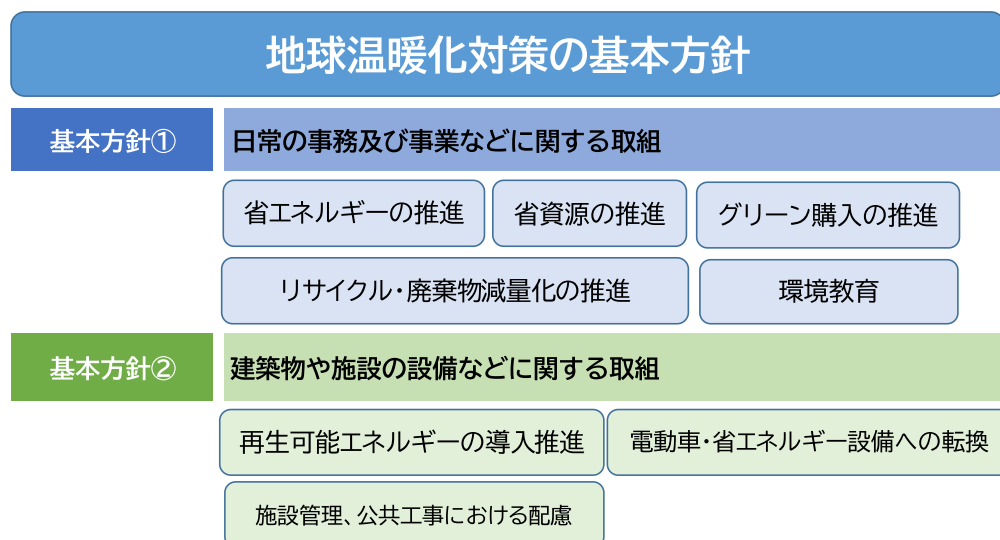 地球温暖化対策の基本方針
基本方針①
日常の事務及び事業などに関する取組
省エネルギーの推進
省資源の推進
グリーン購入の推進
リサイクル・廃棄物減量化の推進
環境教育
基本方針②
建築物や施設の設備などに関する取組
再生可能エネルギーの導入推進
電動車・省エネルギー設備への転換
施設管理、公共工事における配慮